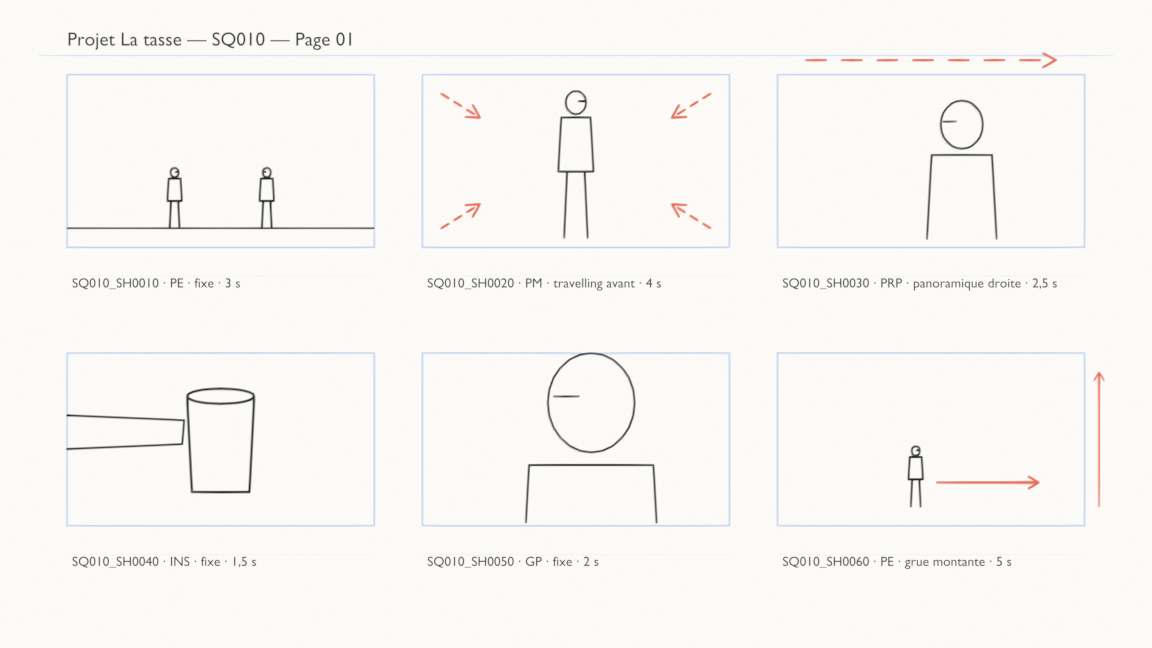 Projet La tasse — SQ010 — Page 01
SQ010_SH0010 · PE · fixe · 3 s
SQ010_SH0020 · PM · travelling avant · 4 s
SQ010_SH0030 · PRP · panoramique droite · 2,5 s
SQ010_SH0040 · INS · fixe · 1,5 s
SQ010_SH0050 · GP · fixe · 2 s
SQ010_SH0060 · PE · grue montante · 5 s